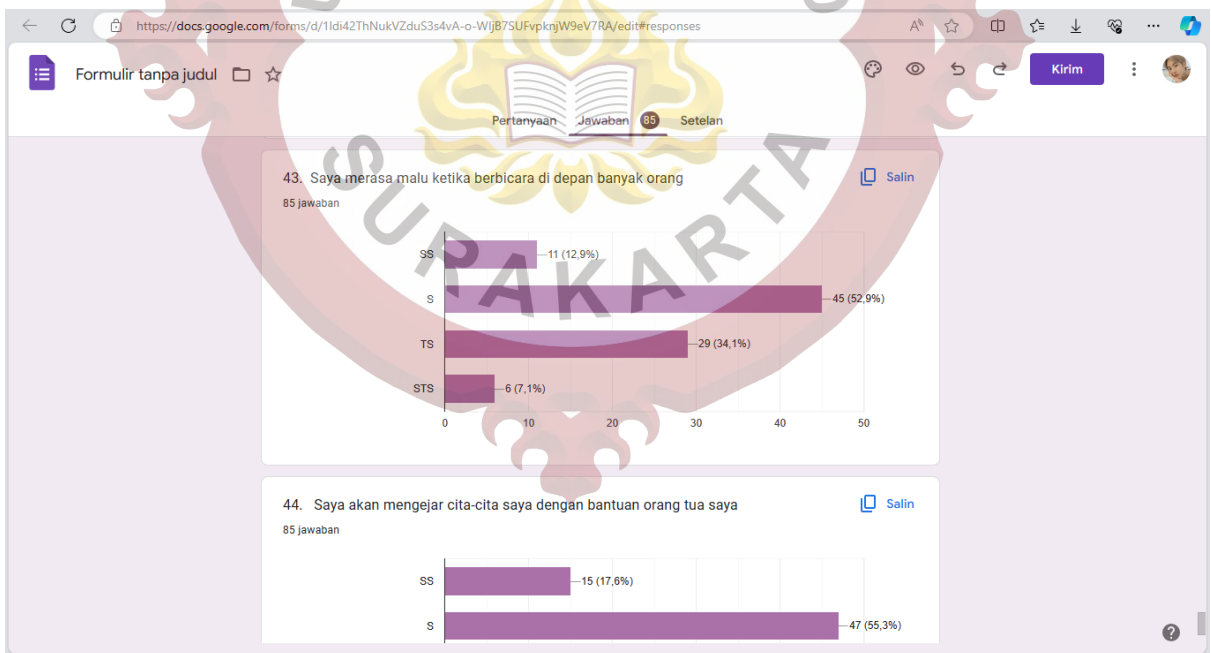 https://docs.google.com/forms/d/1ldi42ThNukVZduS3s4vA-o-WIjB7SUFvpknjW9eV7RA/edit#responses
Formulir tanpa judul
Kirim
Pertanyaan Jawaban 85 Setelan
43. Saya merasa malu ketika berbicara di depan banyak orang
Salin
85 jawaban
SS 11 (12,9%)
S 45 (52,9%)
TS 29 (34,1%)
STS 6 (7,1%)
0 10 20 30 40 50
44. Saya akan mengejar cita-cita saya dengan bantuan orang tua saya
Salin
85 jawaban
SS 15 (17,6%)
S 47 (55,3%)
SURAKARTA